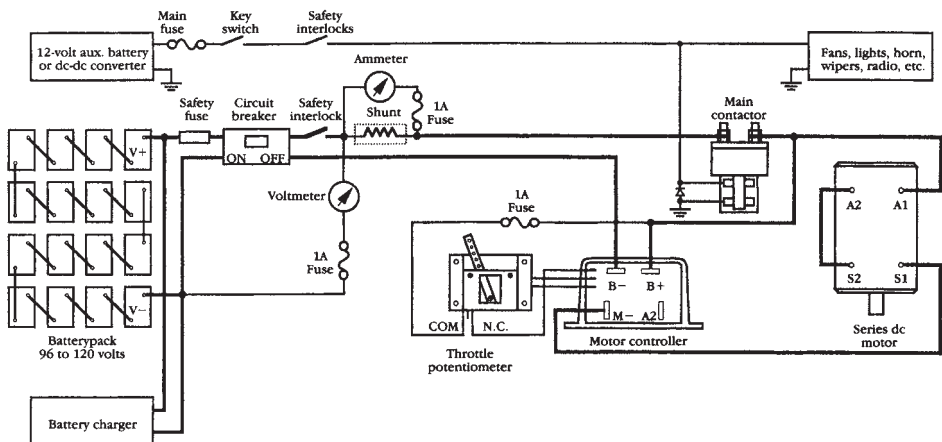 Main
fuse
Key
switch
Safety
interlocks
12-volt aux. battery
or dc-dc converter
Fans, lights, horn,
wipers, radio, etc.
Ammeter
1A
Fuse
Shunt
Safety
fuse
Circuit
breaker
Safety
interlock
Main
contactor
V+
ON OFF
Voltmeter
1A
Fuse
1A
Fuse
A2
A1
S2
S1
B−
B+
M−
A2
V−
COM
N.C.
Batterypack
96 to 120 volts
Throttle
potentiometer
Motor controller
Series dc
motor
Battery charger